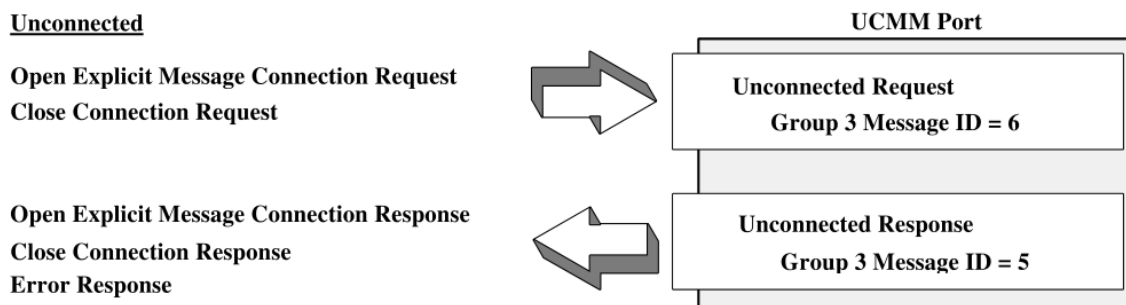 Unconnected
UCMM Port
Open Explicit Message Connection Request
Close Connection Request
Unconnected Request
Group 3 Message ID = 6
Open Explicit Message Connection Response
Close Connection Response
Error Response
Unconnected Response
Group 3 Message ID = 5